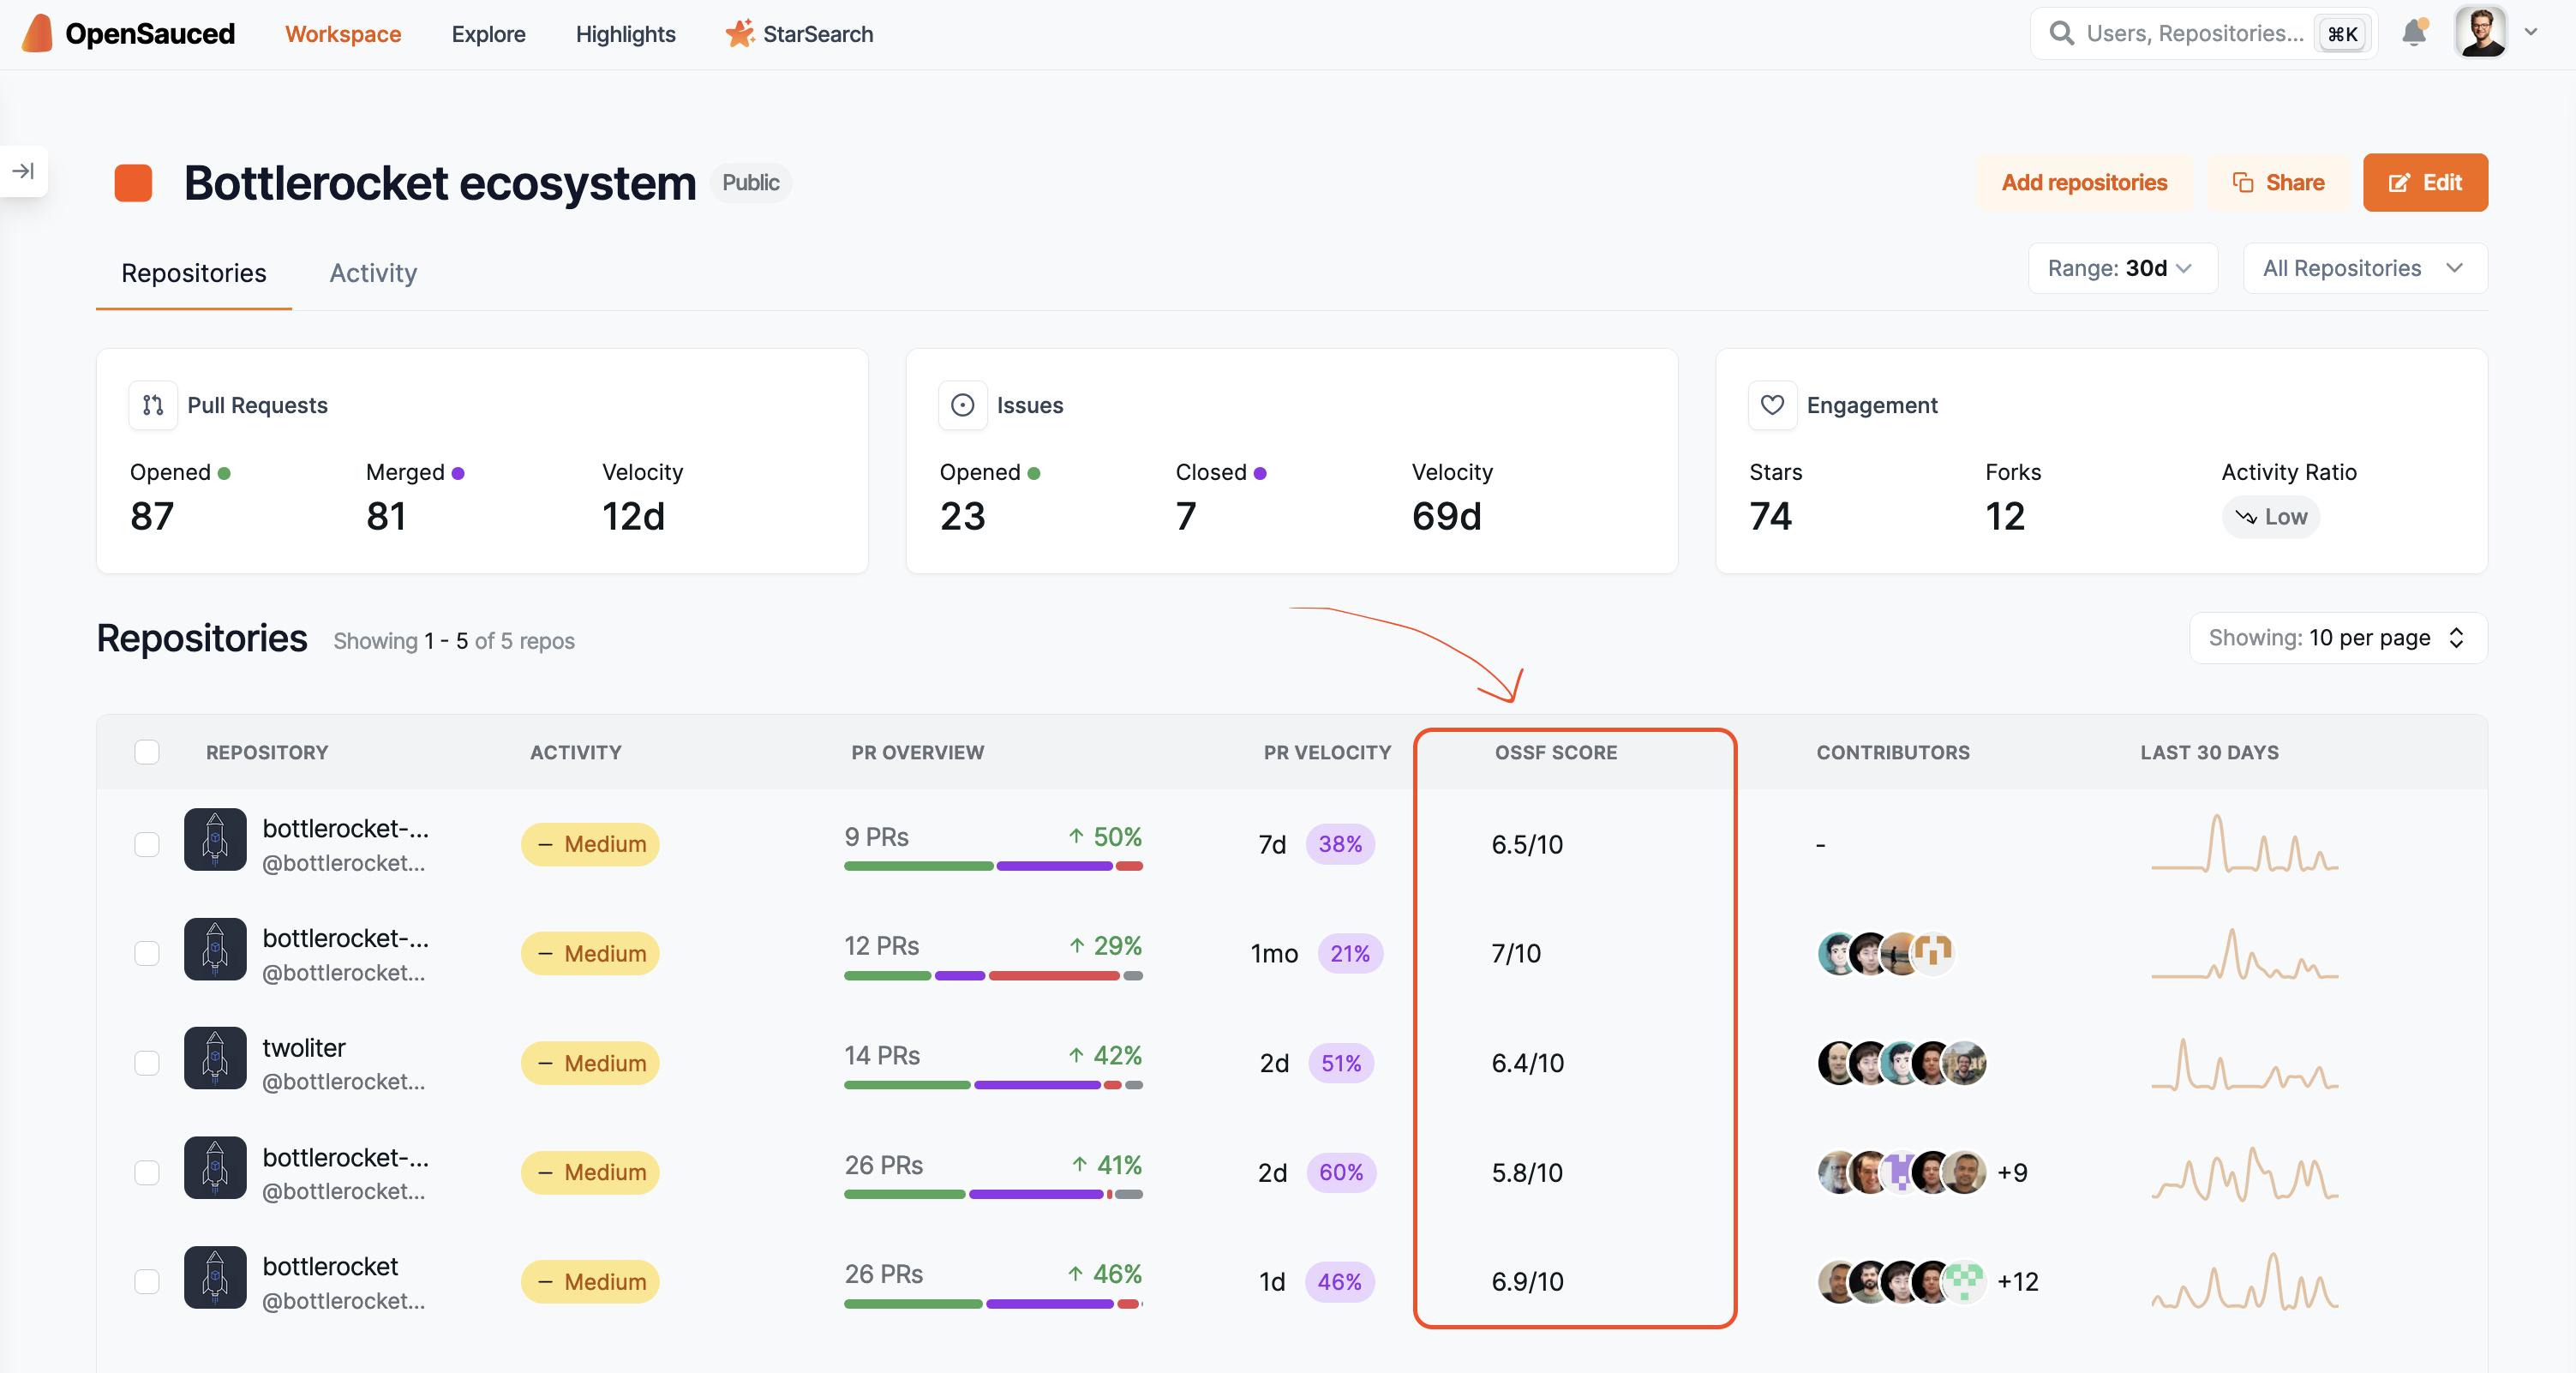 OpenSauced Workspace Explore Highlights StarSearch Users, Repositories... ⌘K
Bottlerocket ecosystem Public Add repositories Share Edit
Repositories Activity Range: 30d All Repositories
Pull Requests
Opened Merged Velocity
87 81 12d
Issues
Opened Closed Velocity
23 7 69d
Engagement
Stars Forks Activity Ratio
74 12 Low
Repositories Showing 1 - 5 of 5 repos Showing: 10 per page
REPOSITORY ACTIVITY PR OVERVIEW PR VELOCITY OSSF SCORE CONTRIBUTORS LAST 30 DAYS
bottlerocket-...
@bottlerocket...
Medium 9 PRs ↑ 50% 7d 38% 6.5/10 -
bottlerocket-...
@bottlerocket...
Medium 12 PRs ↑ 29% 1mo 21% 7/10
twoliter
@bottlerocket...
Medium 14 PRs ↑ 42% 2d 51% 6.4/10
bottlerocket-...
@bottlerocket...
Medium 26 PRs ↑ 41% 2d 60% 5.8/10 +9
bottlerocket
@bottlerocket...
Medium 26 PRs ↑ 46% 1d 46% 6.9/10 +12